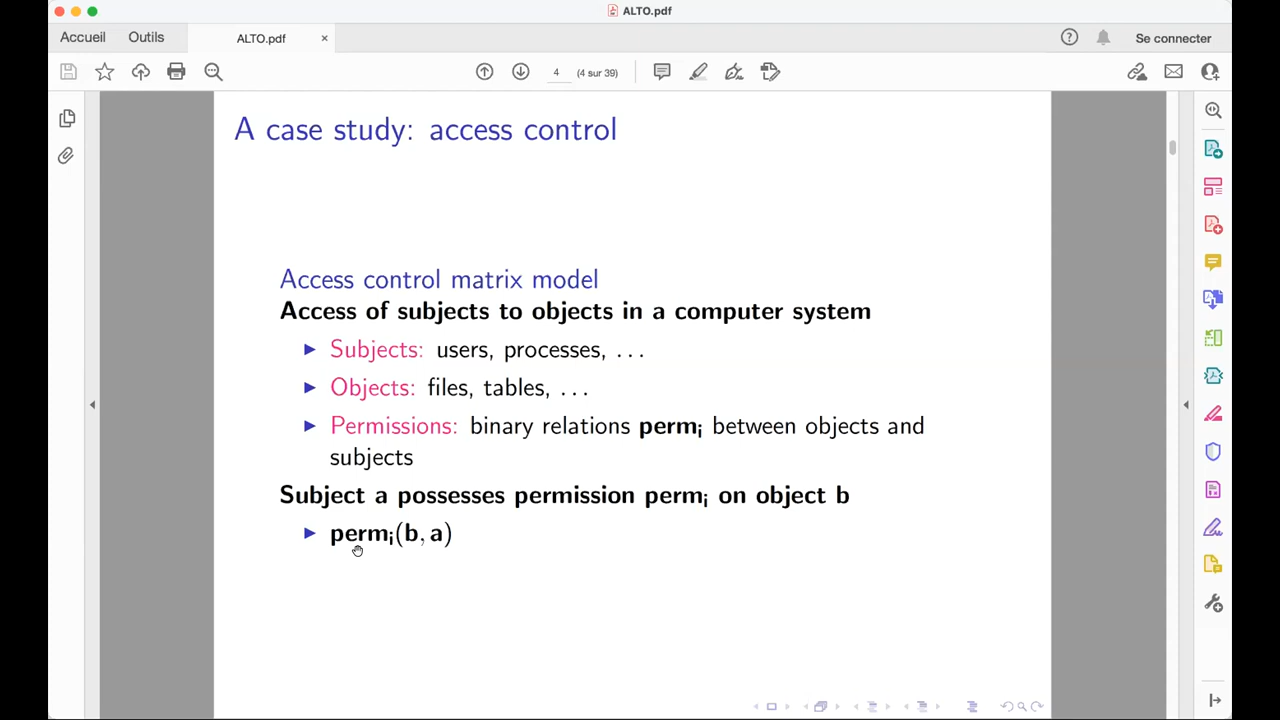 ALTO.pdf
Accueil Outils ALTO.pdf × Se connecter
4 (4 sur 39)
A case study: access control
Access control matrix model
Access of subjects to objects in a computer system
▶ Subjects: users, processes, . . .
▶ Objects: files, tables, . . .
▶ Permissions: binary relations permi between objects and
subjects
Subject a possesses permission permi on object b
▶ permi(b, a)